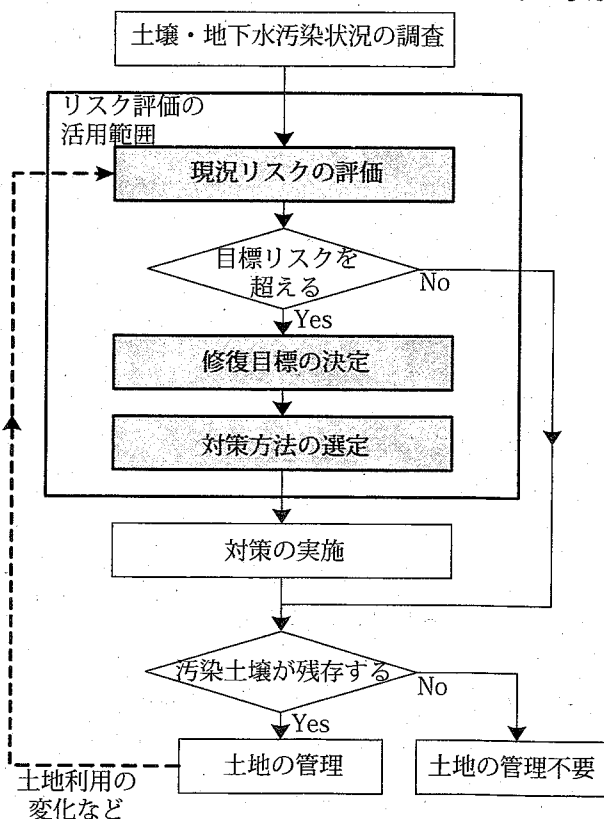 土壌・地下水汚染状況の調査
リスク評価の
活用範囲
現況リスクの評価
目標リスクを
超える
No
Yes
修復目標の決定
対策方法の選定
対策の実施
汚染土壌が残存する
No
Yes
土地の管理
土地の管理不要
土地利用の
変化など